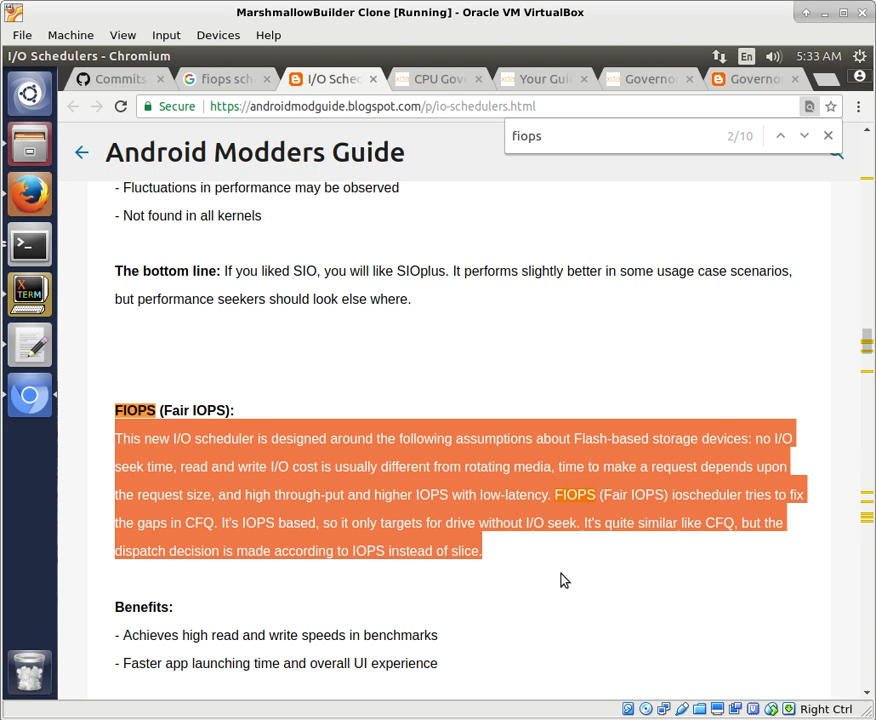 MarshmallowBuilder Clone [Running] - Oracle VM VirtualBox
File Machine View Input Devices Help
I/O Schedulers - Chromium
En
5:33 AM
Commits
fiops sch
I/O Sched
CPU Gov
Your Gui
Governo
Governo
Secure
https://androidmodguide.blogspot.com/p/io-schedulers.html
fiops
2/10
Android Modders Guide
- Fluctuations in performance may be observed
- Not found in all kernels
The bottom line: If you liked SIO, you will like SIOplus. It performs slightly better in some usage case scenarios,
but performance seekers should look else where.
FIOPS (Fair IOPS):
This new I/O scheduler is designed around the following assumptions about Flash-based storage devices: no I/O
seek time, read and write I/O cost is usually different from rotating media, time to make a request depends upon
the request size, and high through-put and higher IOPS with low-latency. FIOPS (Fair IOPS) ioscheduler tries to fix
the gaps in CFQ. It's IOPS based, so it only targets for drive without I/O seek. It's quite similar like CFQ, but the
dispatch decision is made according to IOPS instead of slice.
Benefits:
- Achieves high read and write speeds in benchmarks
- Faster app launching time and overall UI experience
X
TERM
Right Ctrl